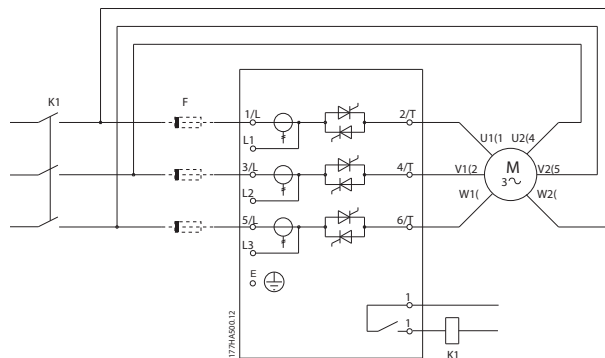 K1
F
1/L
2/T
L1
3/L
4/T
L2
5/L
6/T
L3
E
U1(1 U2(4
V1(2 V2(5
W1( W2(
M
3~
1
1
K1
177HA500.12